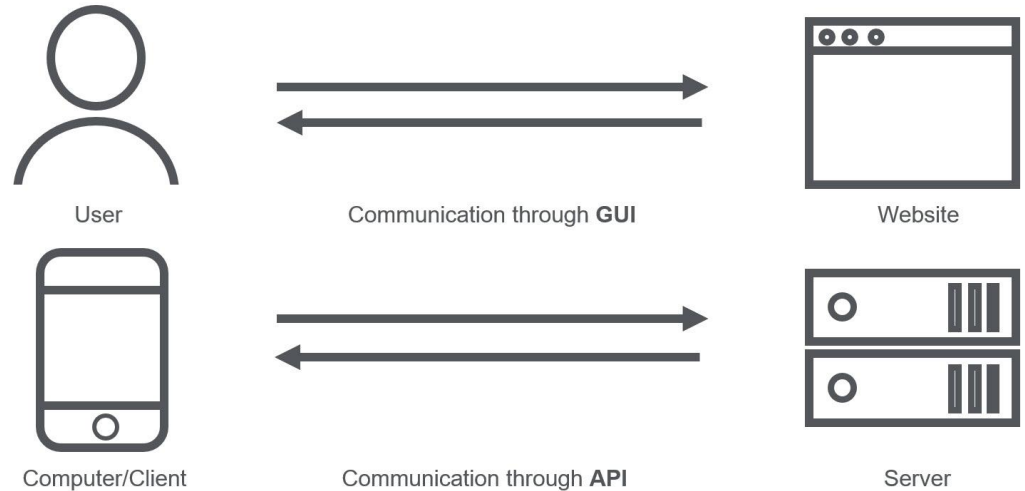 User
Communication through GUI
Website
Computer/Client
Communication through API
Server